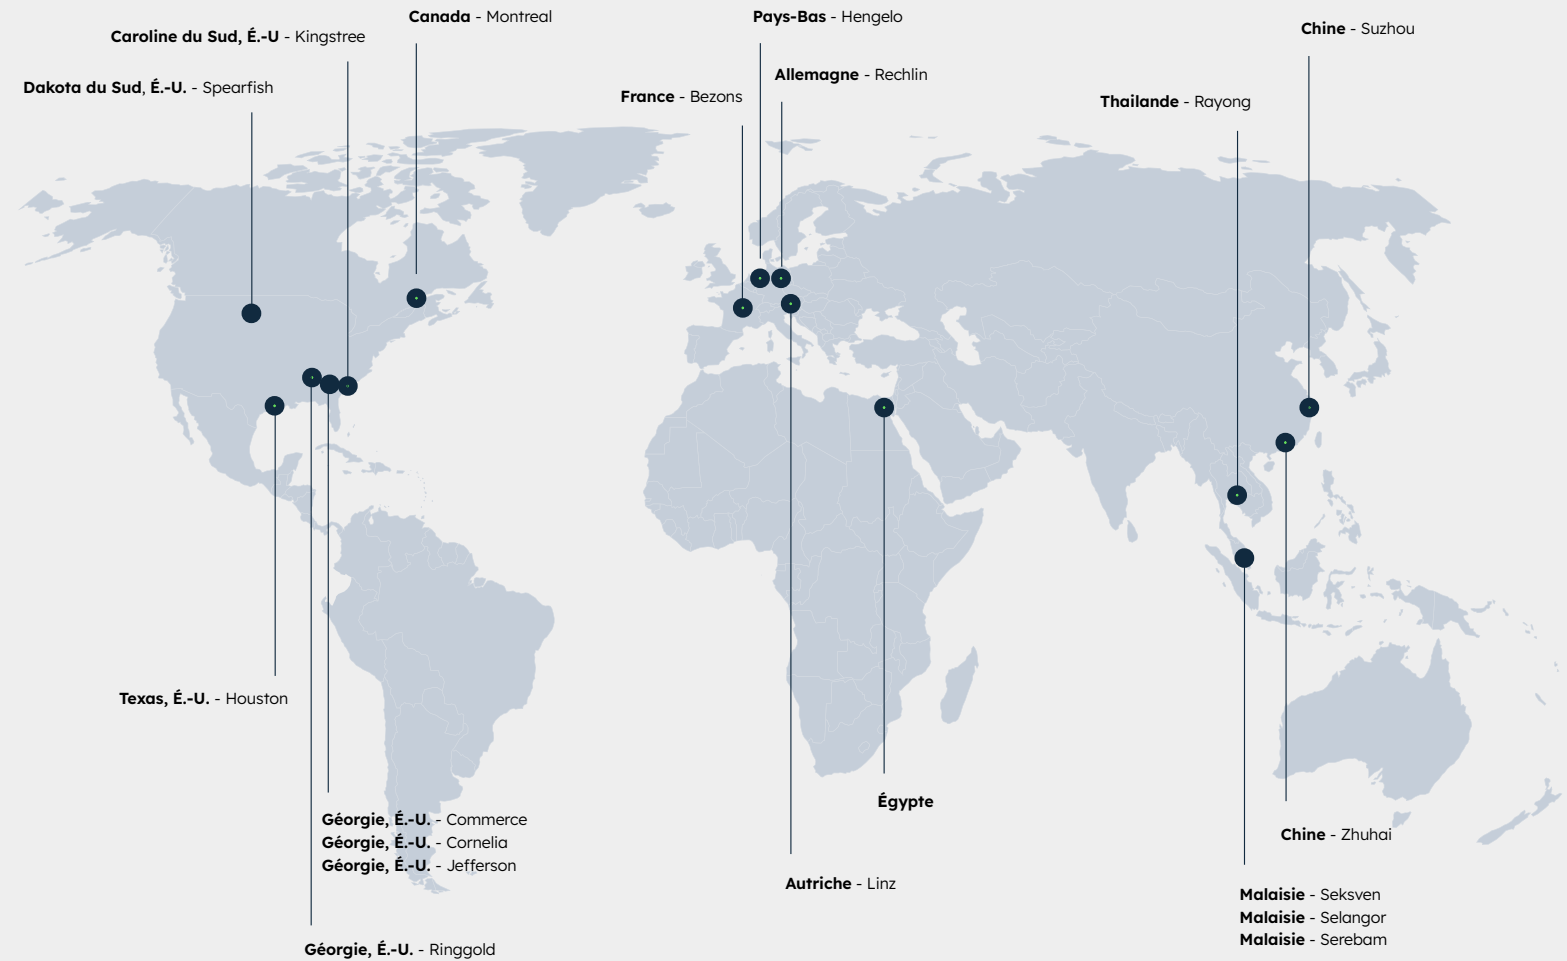 Canada - Montreal
Pays-Bas - Hengelo
Chine - Suzhou
Caroline du Sud, É.-U - Kingstree
Allemagne - Rechlin
Dakota du Sud, É.-U. - Spearfish
France - Bezons
Thailande - Rayong
Texas, É.-U. - Houston
Égypte
Géorgie, É.-U. - Commerce
Géorgie, É.-U. - Cornelia
Géorgie, É.-U. - Jefferson
Chine - Zhuhai
Autriche - Linz
Malaisie - Seksven
Malaisie - Selangor
Malaisie - Serebam
Géorgie, É.-U. - Ringgold